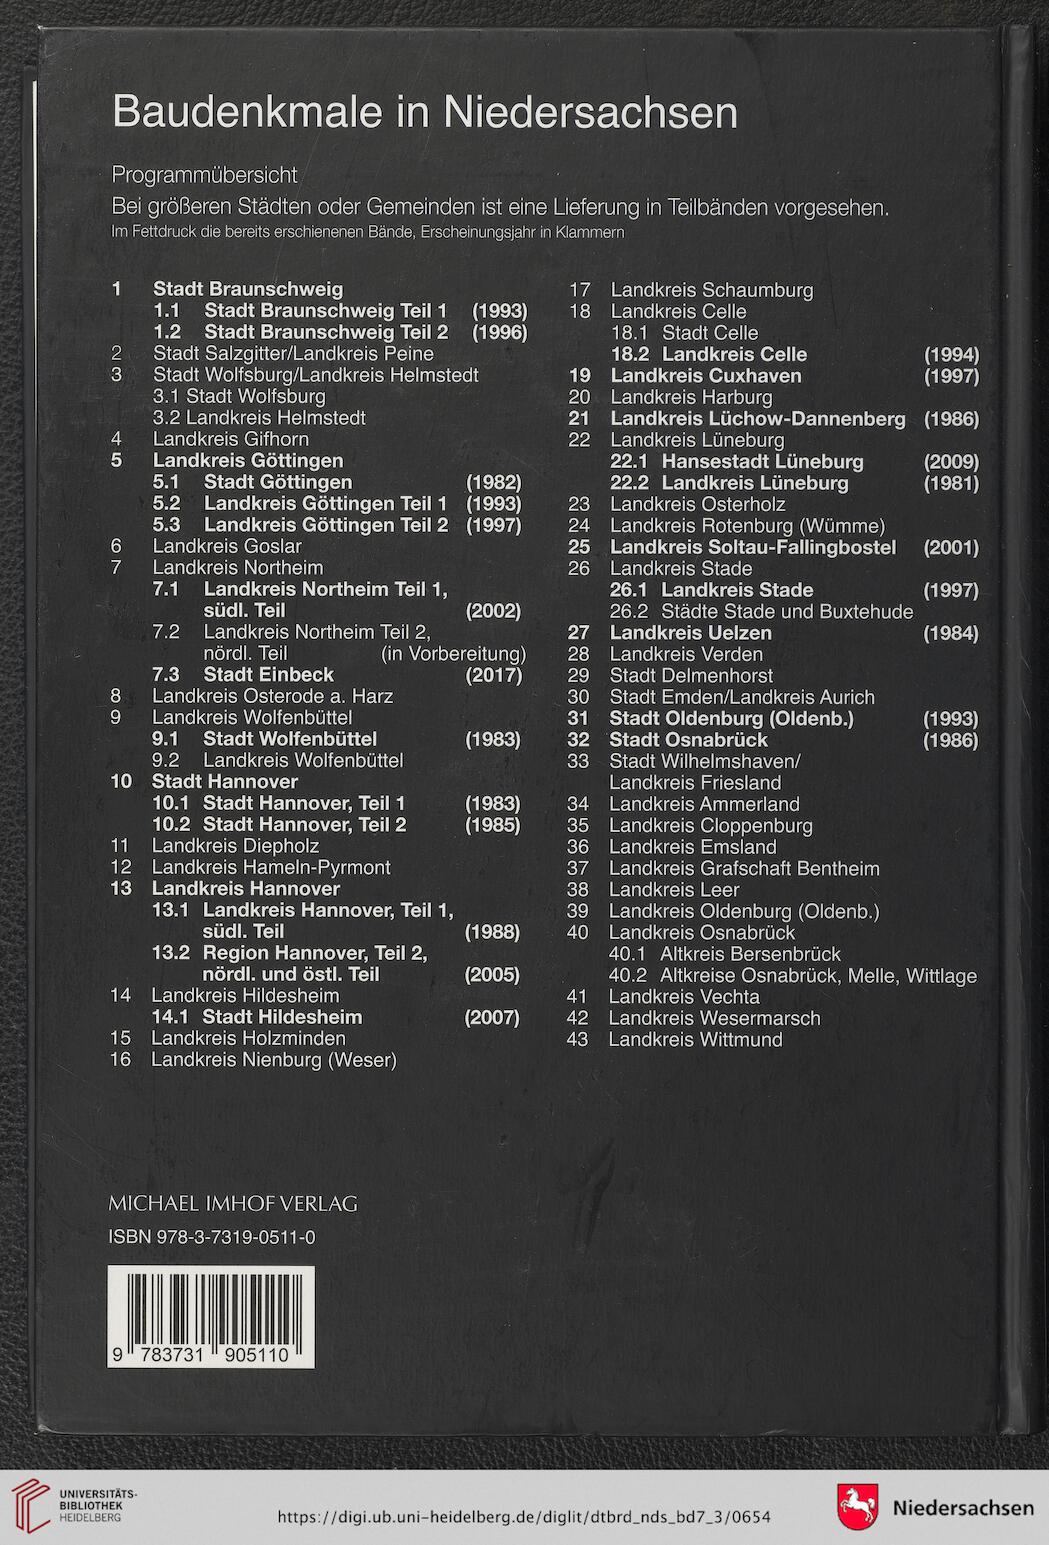 Baudenkmale in Niedersachsen
Programmübersicht
Bei größeren Städten oder Gemeinden ist eine Lieferung in Teilbänden vorgesehen.
Im Fettdruck die bereits erschienenen Bände, Erscheinungsjahr in Klammern
1 Stadt Braunschweig
1.1 Stadt Braunschweig Teil 1 (1993)
1.2 Stadt Braunschweig Teil 2 (1996)
2 Stadt Salzgitter/Landkreis Peine
3 Stadt Wolfsburg/Landkreis Helmstedt
3.1 Stadt Wolfsburg
3.2 Landkreis Helmstedt
4 Landkreis Gifhorn
5 Landkreis Göttingen
5.1 Stadt Göttingen (1982)
5.2 Landkreis Göttingen Teil 1 (1993)
5.3 Landkreis Göttingen Teil 2 (1997)
6 Landkreis Goslar
7 Landkreis Northeim
7.1 Landkreis Northeim Teil 1,
südl. Teil (2002)
7.2 Landkreis Northeim Teil 2,
nördl. Teil (in Vorbereitung)
7.3 Stadt Einbeck (2017)
8 Landkreis Osterode a. Harz
9 Landkreis Wolfenbüttel
9.1 Stadt Wolfenbüttel (1983)
9.2 Landkreis Wolfenbüttel
10 Stadt Hannover
10.1 Stadt Hannover, Teil 1 (1983)
10.2 Stadt Hannover, Teil 2 (1985)
11 Landkreis Diepholz
12 Landkreis Hameln-Pyrmont
13 Landkreis Hannover
13.1 Landkreis Hannover, Teil 1,
südl. Teil (1988)
13.2 Region Hannover, Teil 2,
nördl. und östl. Teil (2005)
14 Landkreis Hildesheim
14.1 Stadt Hildesheim (2007)
15 Landkreis Holzminden
16 Landkreis Nienburg (Weser)
17 Landkreis Schaumburg
18 Landkreis Celle
18.1 Stadt Celle
18.2 Landkreis Celle (1994)
19 Landkreis Cuxhaven (1997)
20 Landkreis Harburg
21 Landkreis Lüchow-Dannenberg (1986)
22 Landkreis Lüneburg
22.1 Hansestadt Lüneburg (2009)
22.2 Landkreis Lüneburg (1981)
23 Landkreis Osterholz
24 Landkreis Rotenburg (Wümme)
25 Landkreis Soltau-Fallingbostel (2001)
26 Landkreis Stade
26.1 Landkreis Stade (1997)
26.2 Städte Stade und Buxtehude
27 Landkreis Uelzen (1984)
28 Landkreis Verden
29 Stadt Delmenhorst
30 Stadt Emden/Landkreis Aurich
31 Stadt Oldenburg (Oldenb.) (1993)
32 Stadt Osnabrück (1986)
33 Stadt Wilhelmshaven/
Landkreis Friesland
34 Landkreis Ammerland
35 Landkreis Cloppenburg
36 Landkreis Emsland
37 Landkreis Grafschaft Bentheim
38 Landkreis Leer
39 Landkreis Oldenburg (Oldenb.)
40 Landkreis Osnabrück
40.1 Altkreis Bersenbrück
40.2 Altkreise Osnabrück, Melle, Wittlage
41 Landkreis Vechta
42 Landkreis Wesermarsch
43 Landkreis Wittmund
MICHAEL IMHOF VERLAG
ISBN 978-3-7319-0511-0
9 783731 905110
UNIVERSITÄTS-
BIBLIOTHEK
HEIDELBERG
https://digi.ub.uni-heidelberg.de/diglit/dtbrd_nds_bd7_3/0654
Niedersachsen